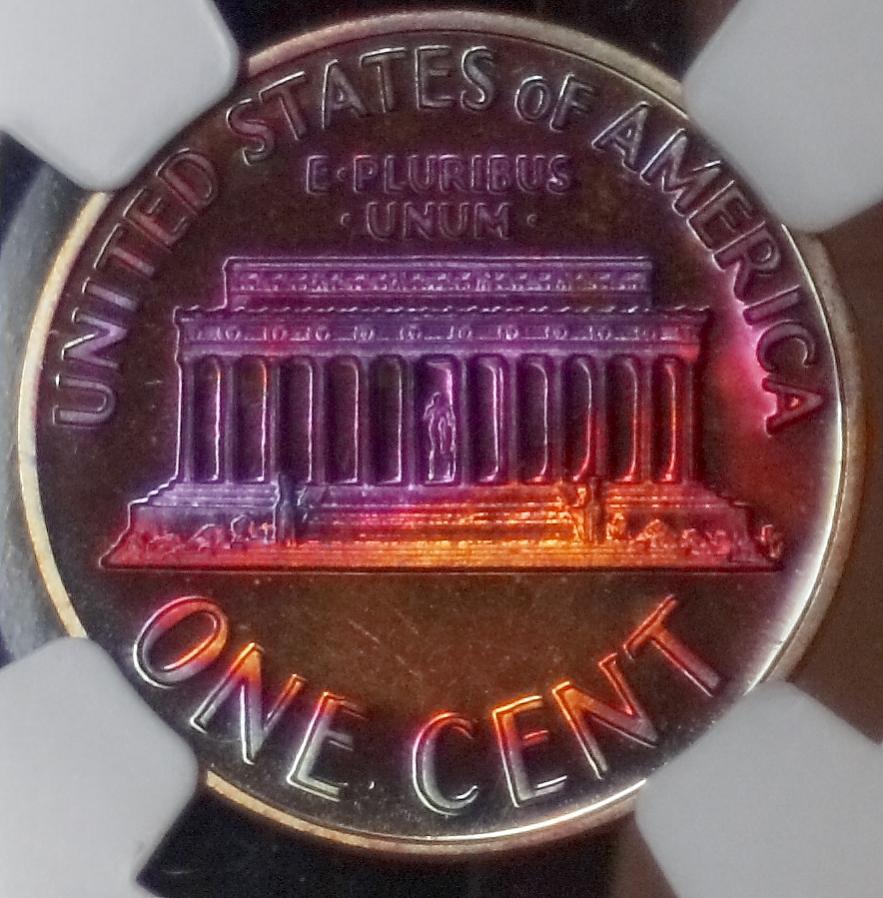 UNITED STATES OF AMERICA
E·PLURIBUS
·UNUM·
ONE CENT